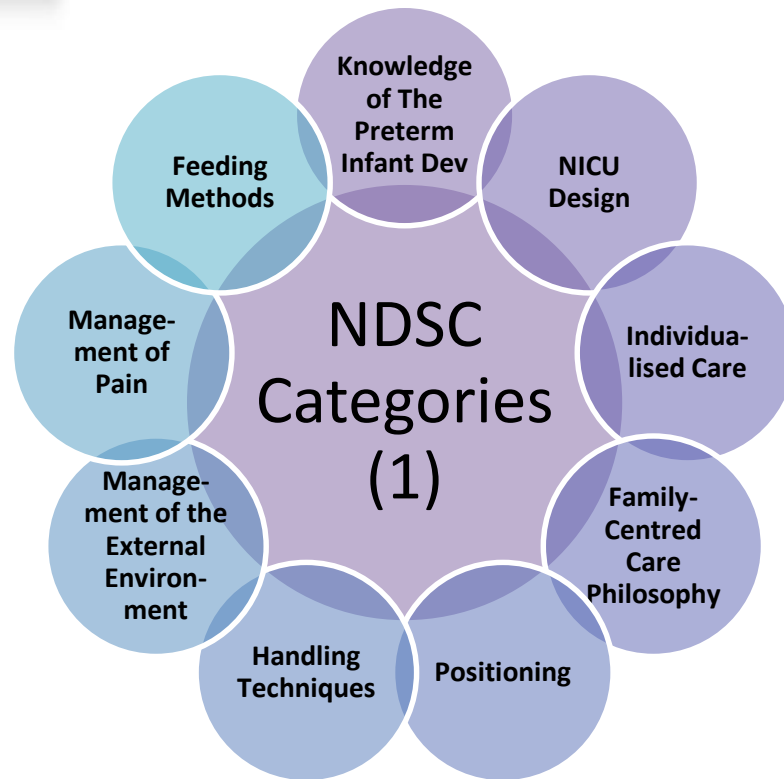 Knowledge
of The
Preterm
Infant Dev
NICU
Design
Individua-
lised Care
Family-
Centred
Care
Philosophy
Positioning
Handling
Techniques
Manage-
ment of the
External
Environ-
ment
Manage-
ment of
Pain
Feeding
Methods
NDSC
Categories
(1)